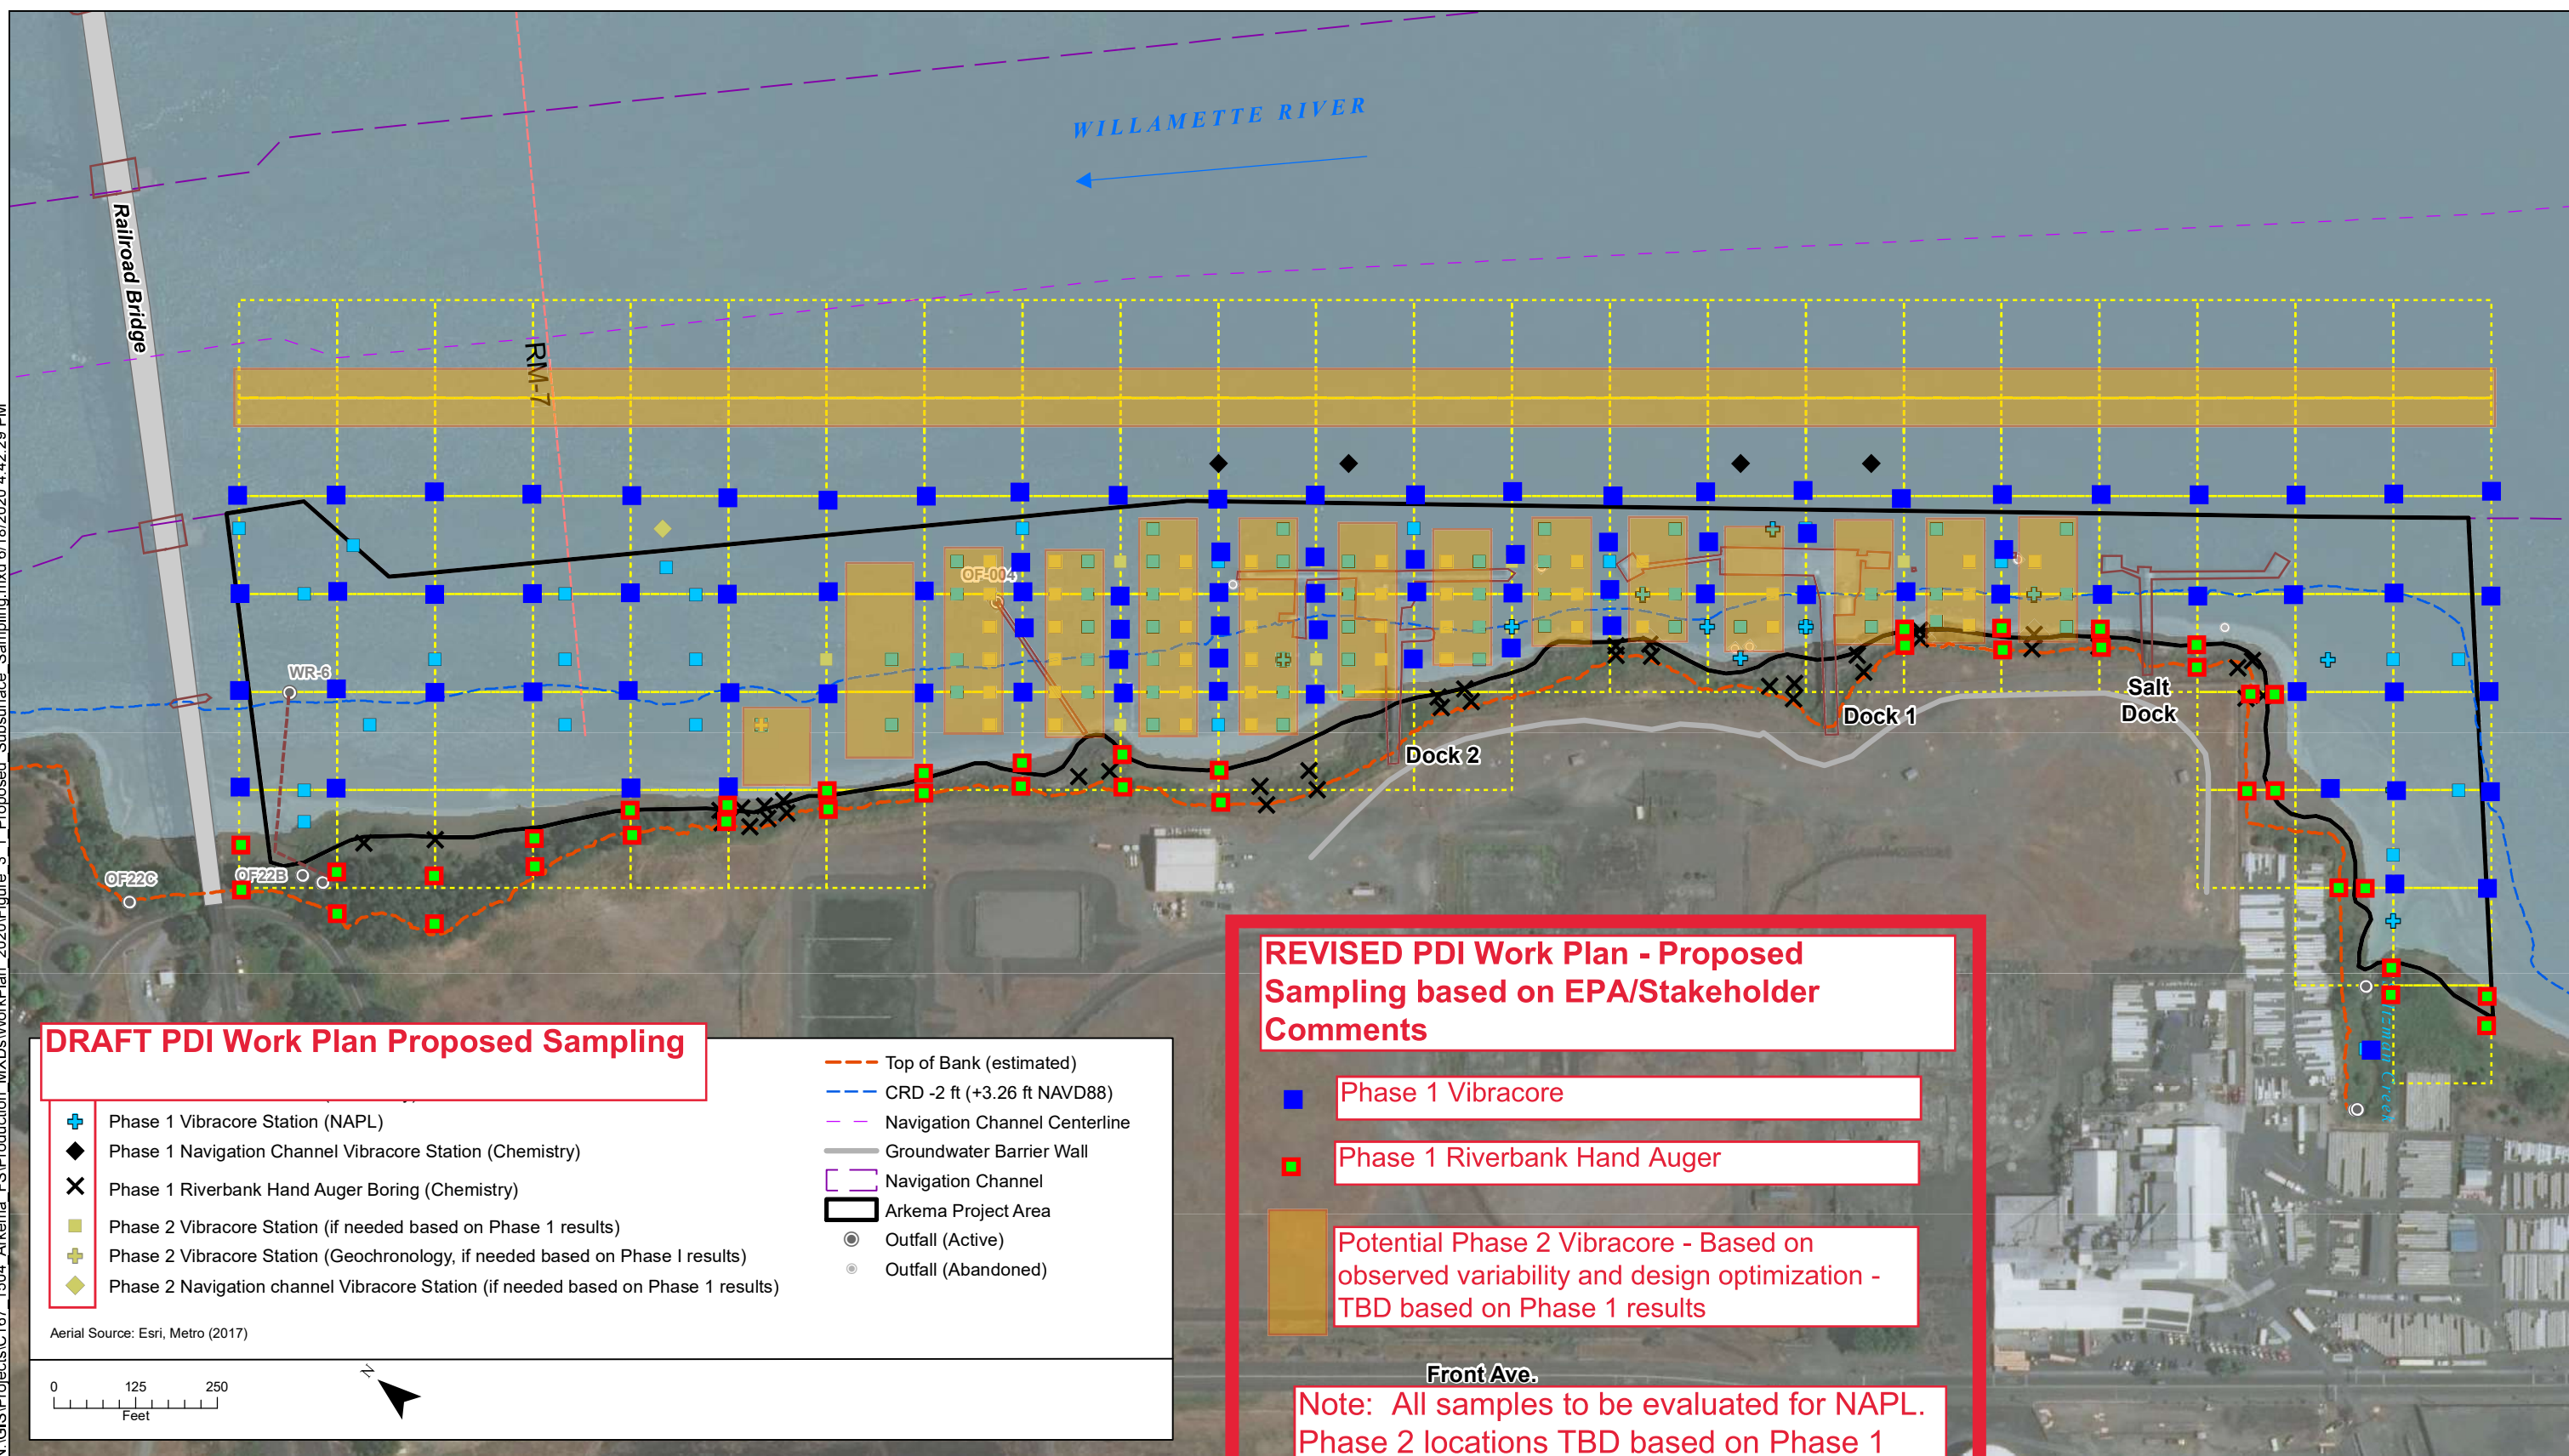 WILLAMETTE RIVER
Railroad Bridge
RM-7
OF-004
WR-6
Salt
Dock
Dock 1
Dock 2
OF22C
OF22B
REVISED PDI Work Plan - Proposed
Sampling based on EPA/Stakeholder
Comments
Phase 1 Vibracore
Phase 1 Riverbank Hand Auger
Potential Phase 2 Vibracore - Based on
observed variability and design optimization -
TBD based on Phase 1 results
Front Ave.
Note: All samples to be evaluated for NAPL.
Phase 2 locations TBD based on Phase 1
DRAFT PDI Work Plan Proposed Sampling
Phase 1 Vibracore Station (NAPL)
Phase 1 Navigation Channel Vibracore Station (Chemistry)
Phase 1 Riverbank Hand Auger Boring (Chemistry)
Phase 2 Vibracore Station (if needed based on Phase 1 results)
Phase 2 Vibracore Station (Geochronology, if needed based on Phase I results)
Phase 2 Navigation channel Vibracore Station (if needed based on Phase 1 results)
Top of Bank (estimated)
CRD -2 ft (+3.26 ft NAVD88)
Navigation Channel Centerline
Groundwater Barrier Wall
Navigation Channel
Arkema Project Area
Outfall (Active)
Outfall (Abandoned)
Aerial Source: Esri, Metro (2017)
0 125 250
Feet
N
Creek